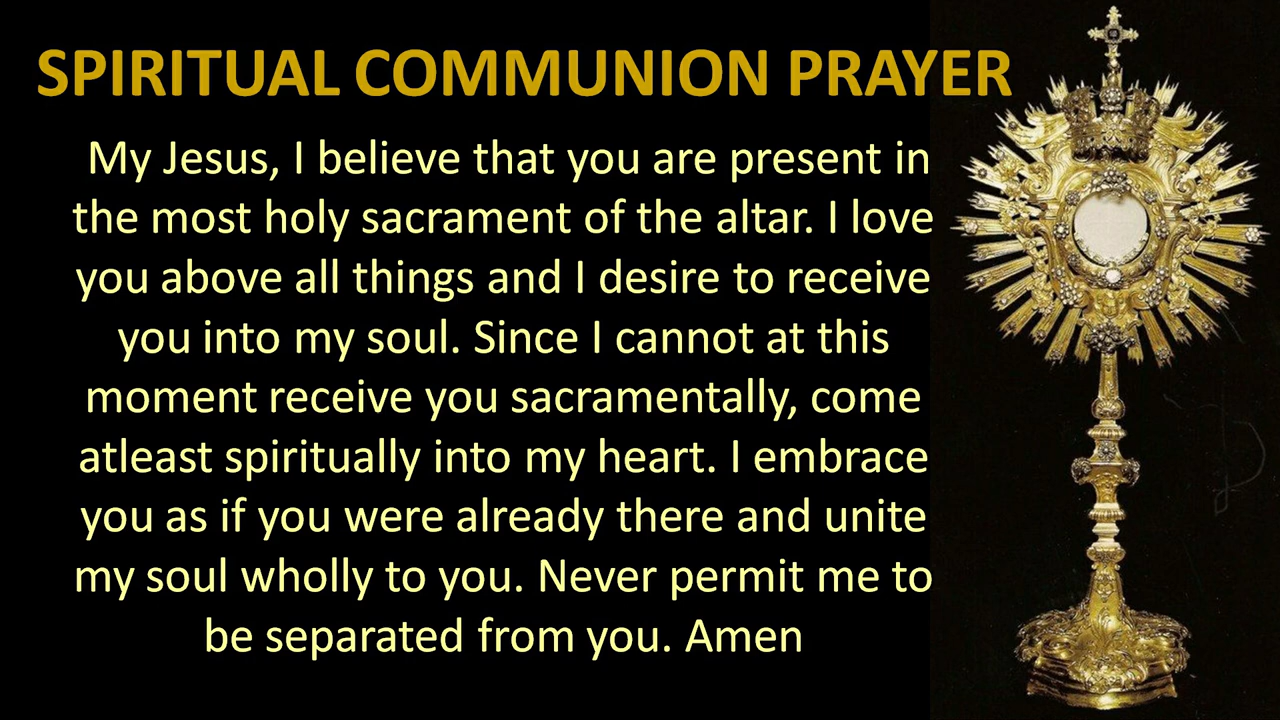 SPIRITUAL COMMUNION PRAYER
My Jesus, I believe that you are present in
the most holy sacrament of the altar. I love
you above all things and I desire to receive
you into my soul. Since I cannot at this
moment receive you sacramentally, come
atleast spiritually into my heart. I embrace
you as if you were already there and unite
my soul wholly to you. Never permit me to
be separated from you. Amen